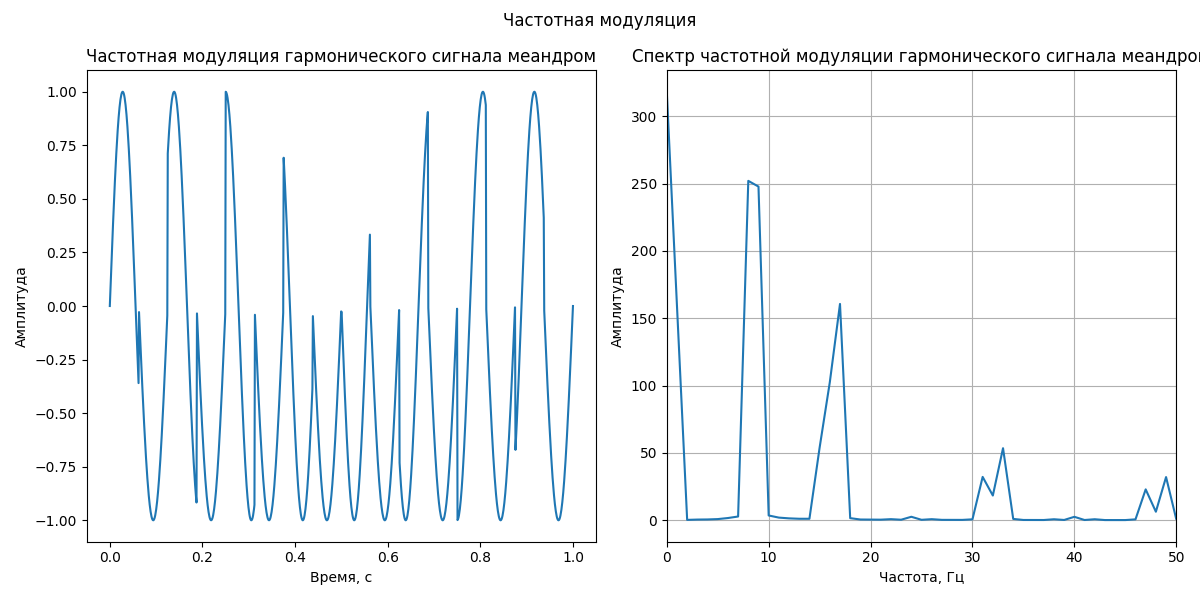 Частотная модуляция
Частотная модуляция гармонического сигнала меандром
Спектр частотной модуляции гармонического сигнала меандро
1.00
0.75
0.50
0.25
0.00
−0.25
−0.50
−0.75
−1.00
Амплитуда
0.0 0.2 0.4 0.6 0.8 1.0
Время, с
300
250
200
150
100
50
0
Амплитуда
0 10 20 30 40 50
Частота, Гц